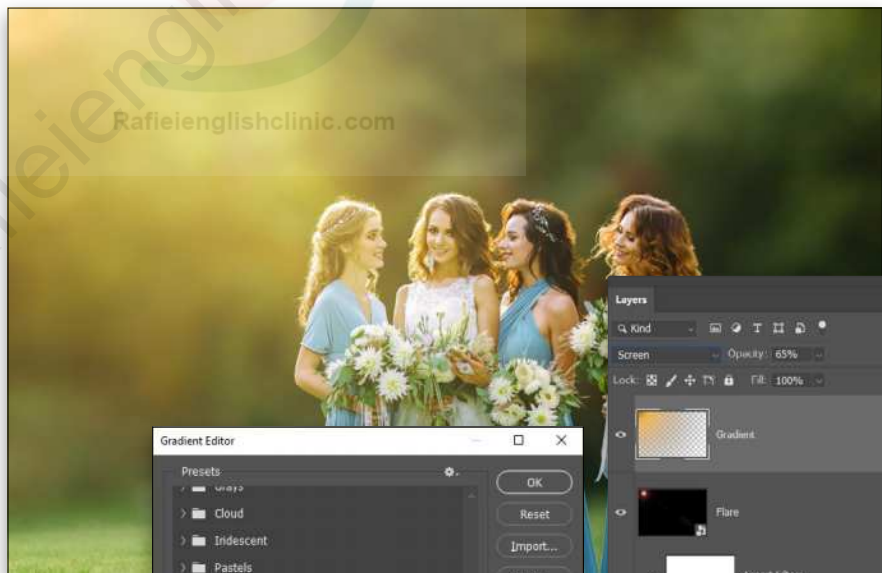 Rafieienglishclinic.com
Layers
Kind
Screen Opacity: 65%
Lock: Fill: 100%
Gradient
Flare
Gradient Editor
Presets
Grays
Cloud
Iridescent
Pastels
OK
Reset
Import...